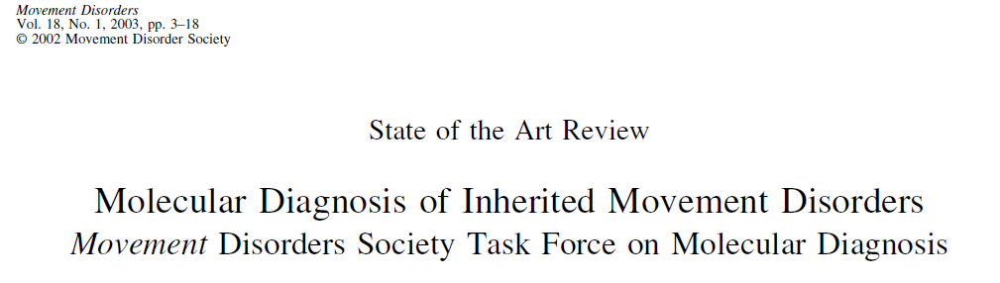 Movement Disorders
Vol. 18, No. 1, 2003, pp. 3–18
© 2002 Movement Disorder Society
State of the Art Review
Molecular Diagnosis of Inherited Movement Disorders
Movement Disorders Society Task Force on Molecular Diagnosis